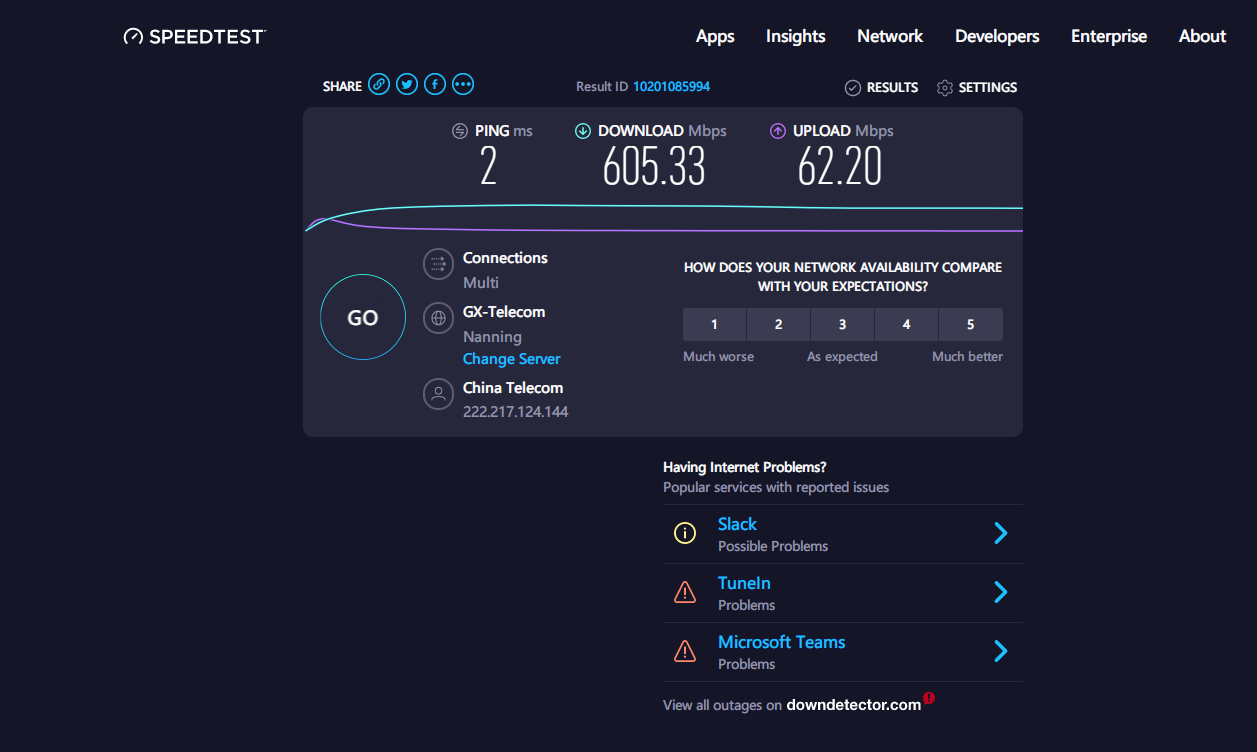 SPEEDTEST
Apps Insights Network Developers Enterprise About
SHARE Result ID 10201085994 RESULTS SETTINGS
PING ms DOWNLOAD Mbps UPLOAD Mbps
2 605.33 62.20
GO
Connections
Multi
GX-Telecom
Nanning
Change Server
China Telecom
222.217.124.144
HOW DOES YOUR NETWORK AVAILABILITY COMPARE
WITH YOUR EXPECTATIONS?
1 2 3 4 5
Much worse As expected Much better
Having Internet Problems?
Popular services with reported issues
Slack
Possible Problems
TuneIn
Problems
Microsoft Teams
Problems
View all outages on downdetector.com